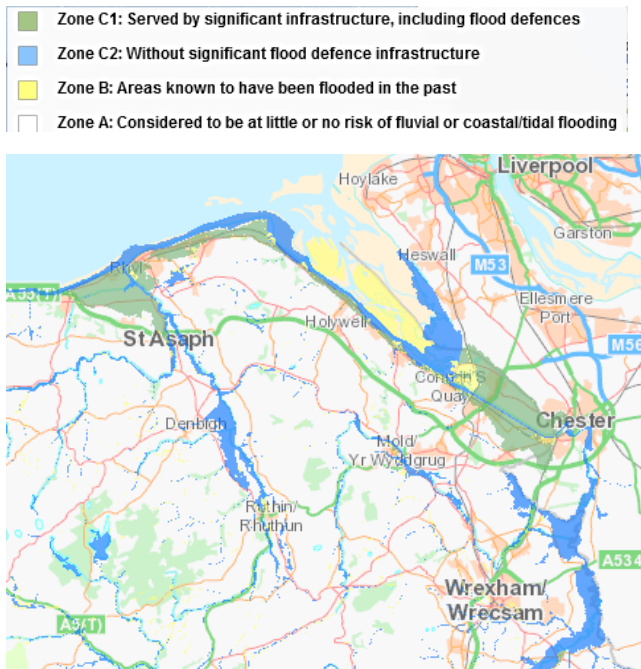 Zone C1: Served by significant infrastructure, including flood defences
Zone C2: Without significant flood defence infrastructure
Zone B: Areas known to have been flooded in the past
Zone A: Considered to be at little or no risk of fluvial or coastal/tidal flooding
Liverpool
Hoylake
Garston
Heswall
M53
Rhyl
A55(T)
Ellesmere
Port
Holywell
St Asaph
M56
Quay
Chester
Denbigh
Mold/
Yr Wyddgrug
Ruthin/
Rhuthun
A534
Wrexham/
Wrecsam
A5(T)